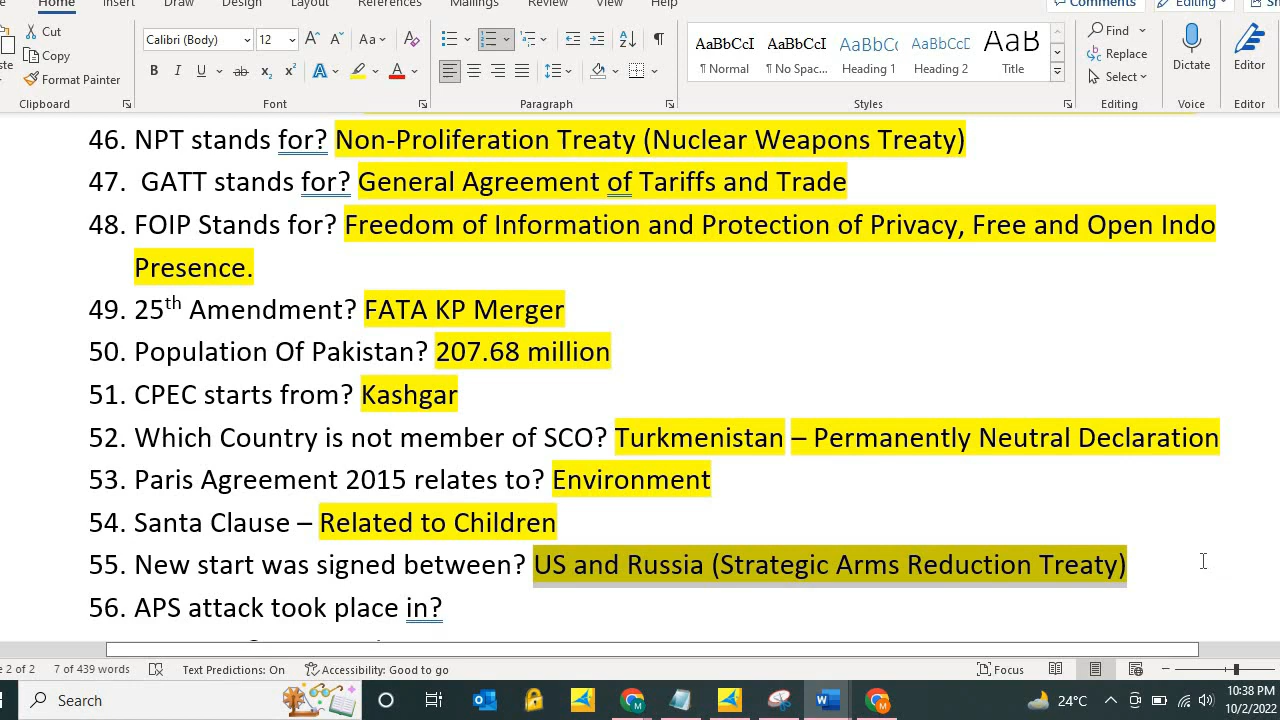 Home Insert Draw Design Layout References Mailings Review View Help Comments Editing
Cut
Copy
Format Painter
Calibri (Body) 12
Aa
B I U ab x₂ x² A A
AaBbCcI AaBbCcI AaBbCc AaBbCcD AaB
¶ Normal ¶ No Spac... Heading 1 Heading 2 Title
Find
Replace
Select
Dictate Editor
Clipboard Font Paragraph Styles Editing Voice Editor
46. NPT stands for? Non-Proliferation Treaty (Nuclear Weapons Treaty)
47. GATT stands for? General Agreement of Tariffs and Trade
48. FOIP Stands for? Freedom of Information and Protection of Privacy, Free and Open Indo
Presence.
49. 25th Amendment? FATA KP Merger
50. Population Of Pakistan? 207.68 million
51. CPEC starts from? Kashgar
52. Which Country is not member of SCO? Turkmenistan – Permanently Neutral Declaration
53. Paris Agreement 2015 relates to? Environment
54. Santa Clause – Related to Children
55. New start was signed between? US and Russia (Strategic Arms Reduction Treaty)
56. APS attack took place in?
e 2 of 2 7 of 439 words Text Predictions: On Accessibility: Good to go Focus
Search 24°C 10:38 PM
10/2/2022